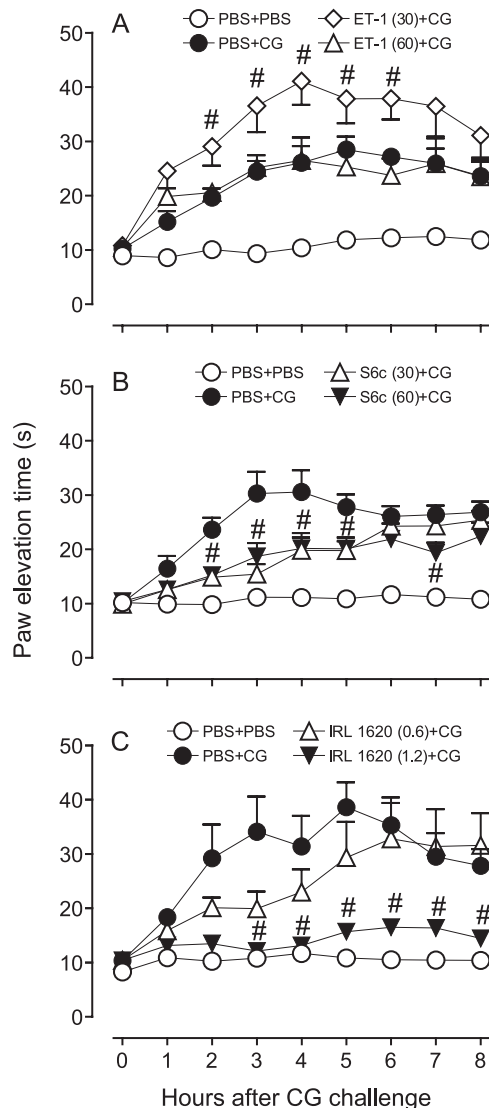 A
PBS+PBS ET-1 (30)+CG
PBS+CG ET-1 (60)+CG
50
40
30
20
10
0
# # # # #
B
PBS+PBS S6c (30)+CG
PBS+CG S6c (60)+CG
50
40
30
20
10
0
# # # # #
Paw elevation time (s)
C
PBS+PBS IRL 1620 (0.6)+CG
PBS+CG IRL 1620 (1.2)+CG
50
40
30
20
10
0
# # # # # #
0 1 2 3 4 5 6 7 8
Hours after CG challenge